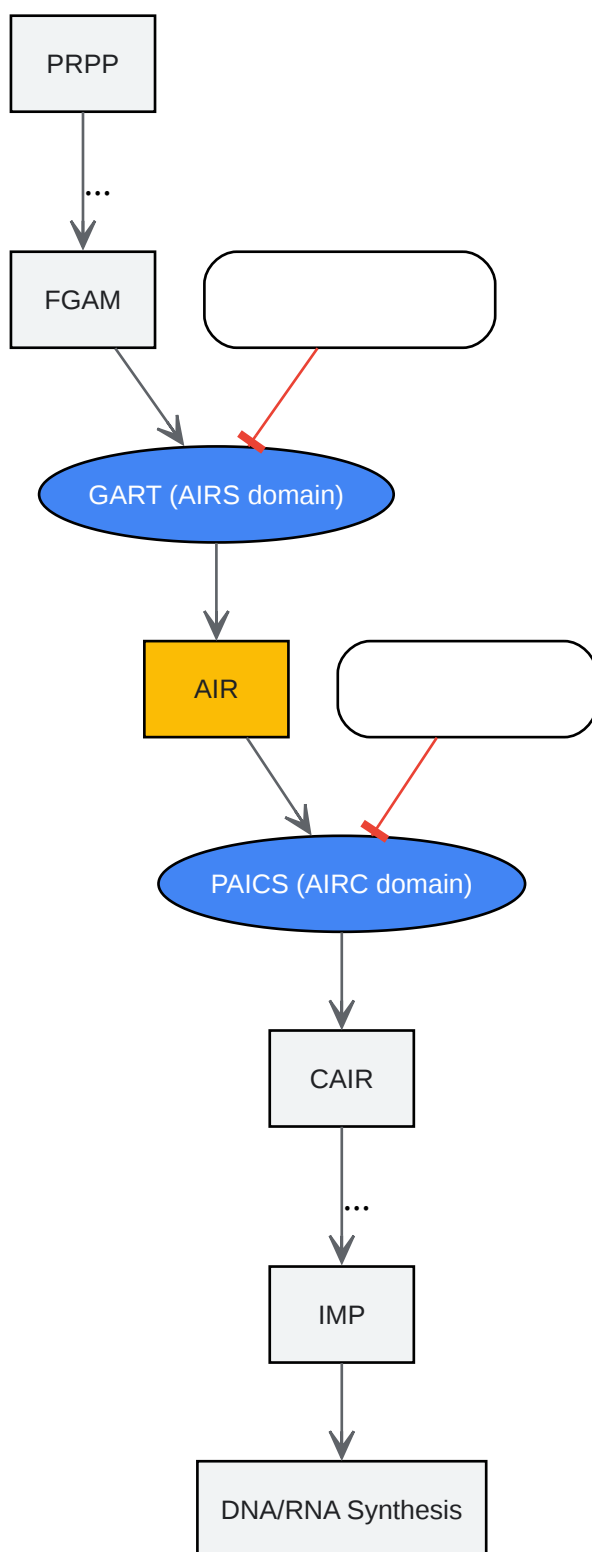 PRPP
...
FGAM
GART (AIRS domain)
AIR
PAICS (AIRC domain)
CAIR
...
IMP
DNA/RNA Synthesis